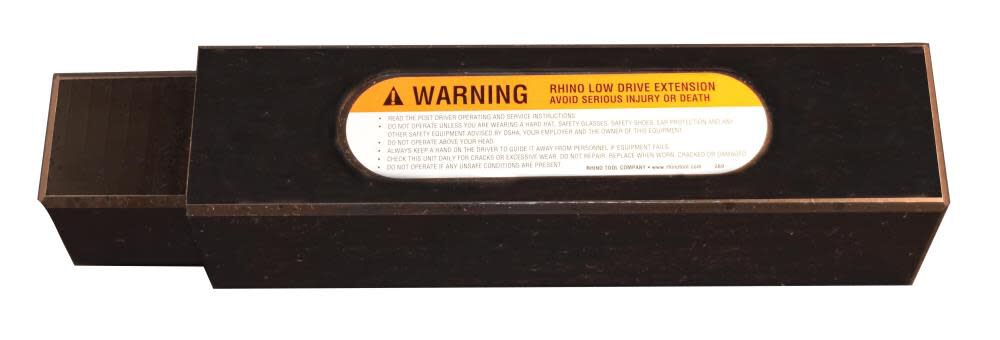 WARNING
RHINO LOW DRIVE EXTENSION
AVOID SERIOUS INJURY OR DEATH
• READ THE POST DRIVER OPERATING AND SERVICE INSTRUCTIONS
• DO NOT OPERATE UNLESS YOU ARE WEARING A HARD HAT, SAFETY GLASSES, SAFETY SHOES, EAR PROTECTION AND ANY
OTHER SAFETY EQUIPMENT ADVISED BY OSHA, YOUR EMPLOYER AND THE OWNER OF THIS EQUIPMENT
• DO NOT OPERATE ABOVE YOUR HEAD
• ALWAYS KEEP A HAND ON THE DRIVER TO GUIDE IT AWAY FROM PERSONNEL IF EQUIPMENT FAILS.
• CHECK THIS UNIT DAILY FOR CRACKS OR EXCESSIVE WEAR. DO NOT REPAIR. REPLACE WHEN WORN, CRACKED OR DAMAGED
• DO NOT OPERATE IF ANY UNSAFE CONDITIONS ARE PRESENT
RHINO TOOL COMPANY • www.rhinotool.com